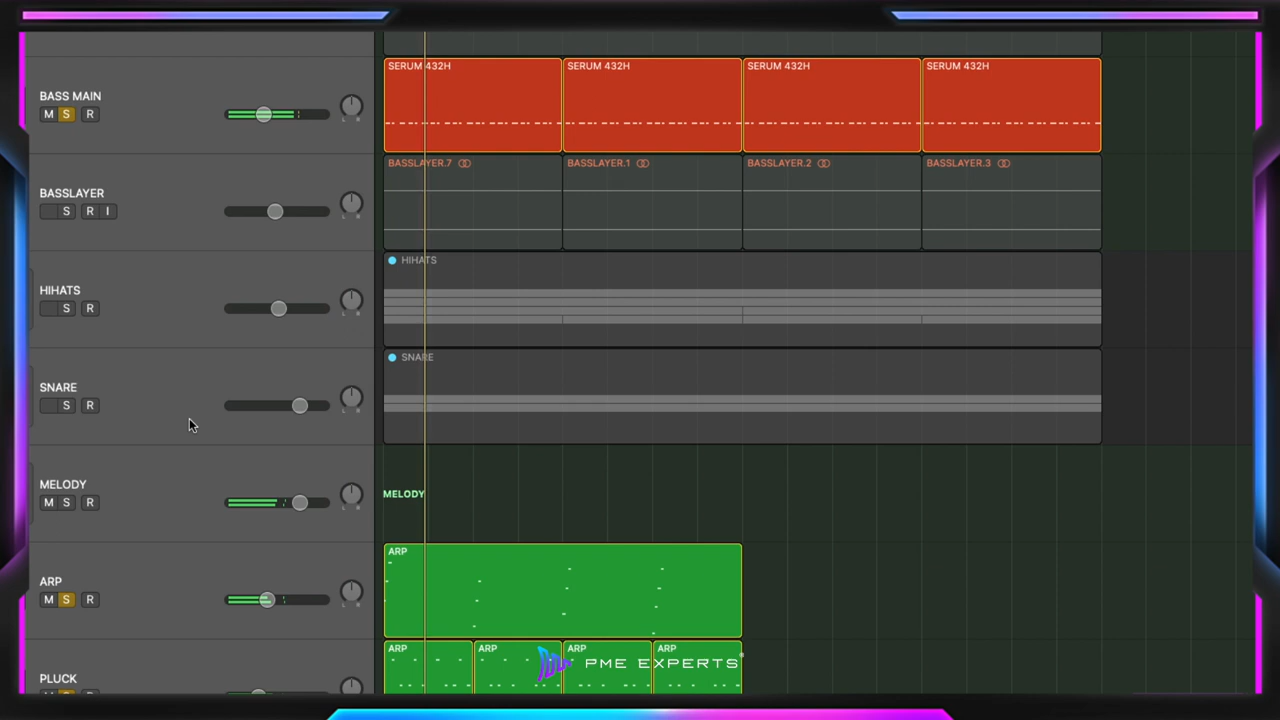 SERUM 432H SERUM 432H SERUM 432H SERUM 432H
BASS MAIN
M S R
L R
BASSLAYER.7 BASSLAYER.1 BASSLAYER.2 BASSLAYER.3
BASSLAYER
S R I
L R
HIHATS
HIHATS
S R
L R
SNARE
SNARE
S R
L R
MELODY
MELODY
M S R
L R
ARP
ARP
M S R
L R
ARP ARP ARP ARP
PME EXPERTS®
PLUCK